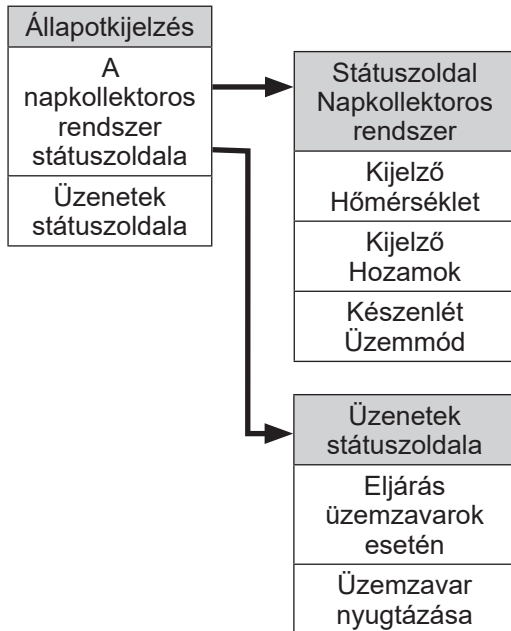 Állapotkijelzés
A
napkollektoros
rendszer
státuszoldala
Üzenetek
státuszoldala
Státuszoldal
Napkollektoros
rendszer
Kijelző
Hőmérséklet
Kijelző
Hozamok
Készenlét
Üzemmód
Üzenetek
státuszoldala
Eljárás
üzemzavarok
esetén
Üzemzavar
nyugtázása